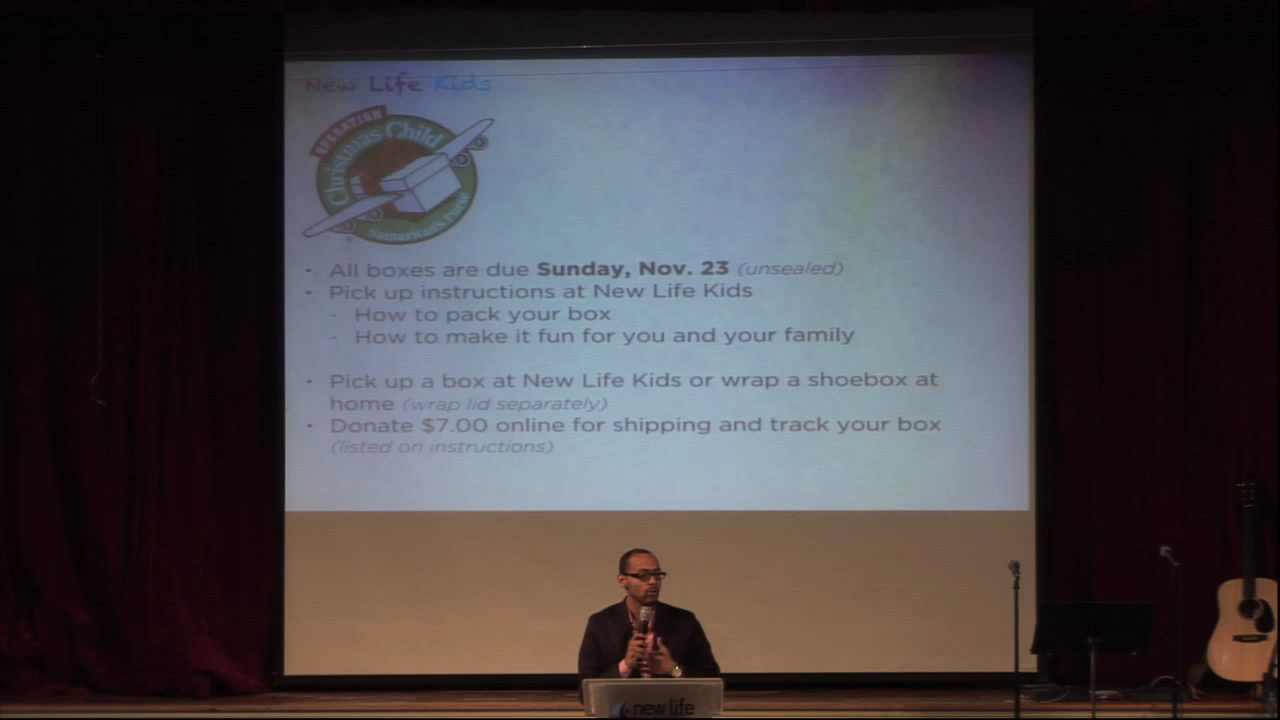 New Life Kids
OPERATION
Christmas Child
Samaritan's Purse
• All boxes are due Sunday, Nov. 23 (unsealed)
• Pick up instructions at New Life Kids
- How to pack your box
- How to make it fun for you and your family
• Pick up a box at New Life Kids or wrap a shoebox at
home (wrap lid separately)
• Donate $7.00 online for shipping and track your box
(listed on instructions)
new life